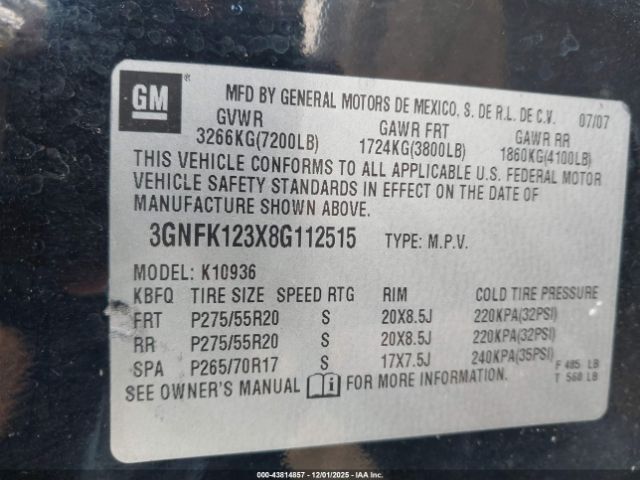 GM
MFD BY GENERAL MOTORS DE MEXICO, S. DE R.L. DE C.V. 07/07
GVWR GAWR FRT GAWR RR
3266KG(7200LB) 1724KG(3800LB) 1860KG(4100LB)
THIS VEHICLE CONFORMS TO ALL APPLICABLE U.S. FEDERAL MOTOR
VEHICLE SAFETY STANDARDS IN EFFECT ON THE DATE OF
MANUFACTURE SHOWN ABOVE.
3GNFK123X8G112515 TYPE: M.P.V.
MODEL: K10936
KBFQ TIRE SIZE SPEED RTG RIM COLD TIRE PRESSURE
FRT P275/55R20 S 20X8.5J 220KPA(32PSI)
RR P275/55R20 S 20X8.5J 220KPA(32PSI)
SPA P265/70R17 S 17X7.5J 240KPA(35PSI)
F 485 LB
SEE OWNER'S MANUAL i FOR MORE INFORMATION.
T 560 LB
000-43814857 - 12/01/2025 - IAAI, Inc.